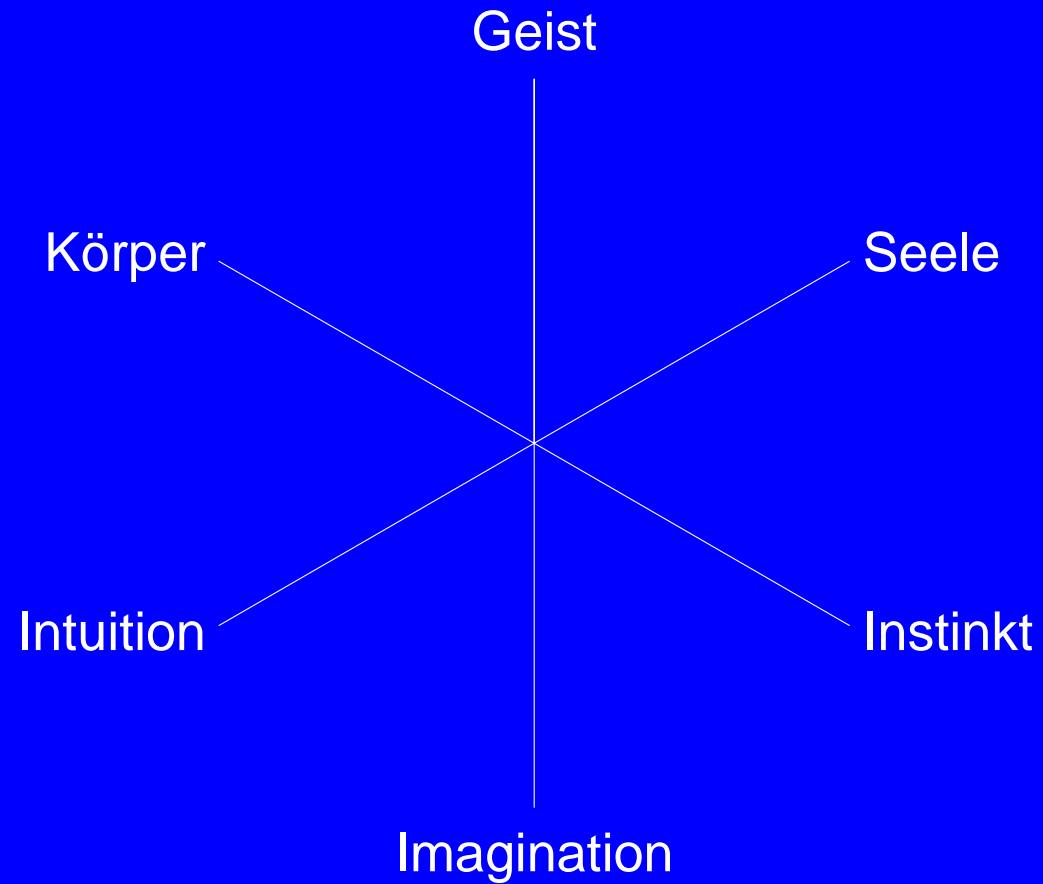 Geist
Körper
Seele
Intuition
Instinkt
Imagination